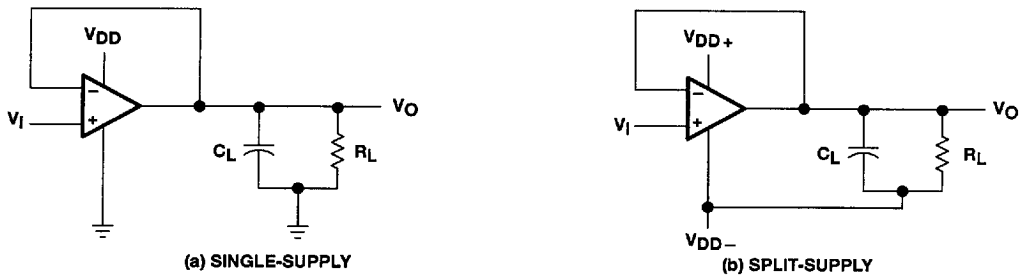 VDD
−
+
VI
VO
CL
RL
(a) SINGLE-SUPPLY
VDD+
−
+
VI
VO
CL
RL
VDD−
(b) SPLIT-SUPPLY